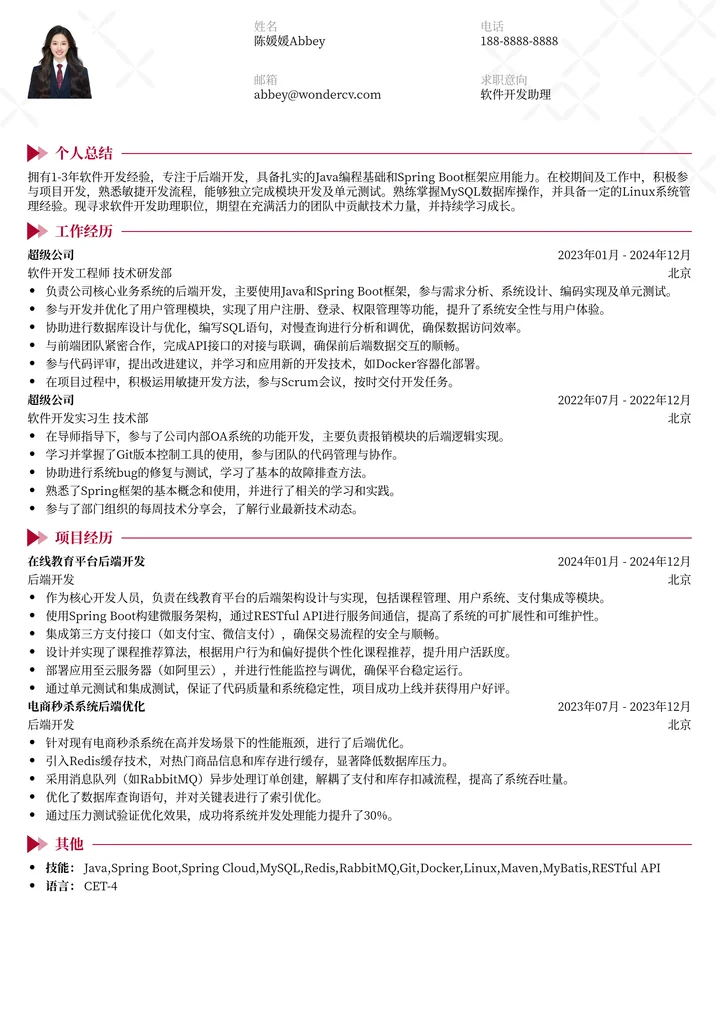 姓名
陈媛媛Abbey
电话
188-8888-8888
邮箱
abbey@wondercv.com
求职意向
软件开发助理
个人总结
拥有1-3年软件开发经验，专注于后端开发，具备扎实的Java编程基础和Spring Boot框架应用能力。在校期间及工作中，积极参
与项目开发，熟悉敏捷开发流程，能够独立完成模块开发及单元测试。熟练掌握MySQL数据库操作，并具备一定的Linux系统管
理经验。现寻求软件开发助理职位，期望在充满活力的团队中贡献技术力量，并持续学习成长。
工作经历
超级公司 2023年01月 - 2024年12月
软件开发工程师 技术研发部 北京
• 负责公司核心业务系统的后端开发，主要使用Java和Spring Boot框架，参与需求分析、系统设计、编码实现及单元测试。
• 参与开发并优化了用户管理模块，实现了用户注册、登录、权限管理等功能，提升了系统安全性与用户体验。
• 协助进行数据库设计与优化，编写SQL语句，对慢查询进行分析和调优，确保数据访问效率。
• 与前端团队紧密合作，完成API接口的对接与联调，确保前后端数据交互的顺畅。
• 参与代码评审，提出改进建议，并学习和应用新的开发技术，如Docker容器化部署。
• 在项目过程中，积极运用敏捷开发方法，参与Scrum会议，按时交付开发任务。
超级公司 2022年07月 - 2022年12月
软件开发实习生 技术部 北京
• 在导师指导下，参与了公司内部OA系统的功能开发，主要负责报销模块的后端逻辑实现。
• 学习并掌握了Git版本控制工具的使用，参与团队的代码管理与协作。
• 协助进行系统bug的修复与测试，学习了基本的故障排查方法。
• 熟悉了Spring框架的基本概念和使用，并进行了相关的学习和实践。
• 参与了部门组织的每周技术分享会，了解行业最新技术动态。
项目经历
在线教育平台后端开发 2024年01月 - 2024年12月
后端开发 北京
• 作为核心开发人员，负责在线教育平台的后端架构设计与实现，包括课程管理、用户系统、支付集成等模块。
• 使用Spring Boot构建微服务架构，通过RESTful API进行服务间通信，提高了系统的可扩展性和可维护性。
• 集成第三方支付接口（如支付宝、微信支付），确保交易流程的安全与顺畅。
• 设计并实现了课程推荐算法，根据用户行为和偏好提供个性化课程推荐，提升用户活跃度。
• 部署应用至云服务器（如阿里云），并进行性能监控与调优，确保平台稳定运行。
• 通过单元测试和集成测试，保证了代码质量和系统稳定性，项目成功上线并获得用户好评。
电商秒杀系统后端优化 2023年07月 - 2023年12月
后端开发 北京
• 针对现有电商秒杀系统在高并发场景下的性能瓶颈，进行了后端优化。
• 引入Redis缓存技术，对热门商品信息和库存进行缓存，显著降低数据库压力。
• 采用消息队列（如RabbitMQ）异步处理订单创建，解耦了支付和库存扣减流程，提高了系统吞吐量。
• 优化了数据库查询语句，并对关键表进行了索引优化。
• 通过压力测试验证优化效果，成功将系统并发处理能力提升了30%。
其他
• 技能： Java,Spring Boot,Spring Cloud,MySQL,Redis,RabbitMQ,Git,Docker,Linux,Maven,MyBatis,RESTful API
• 语言： CET-4